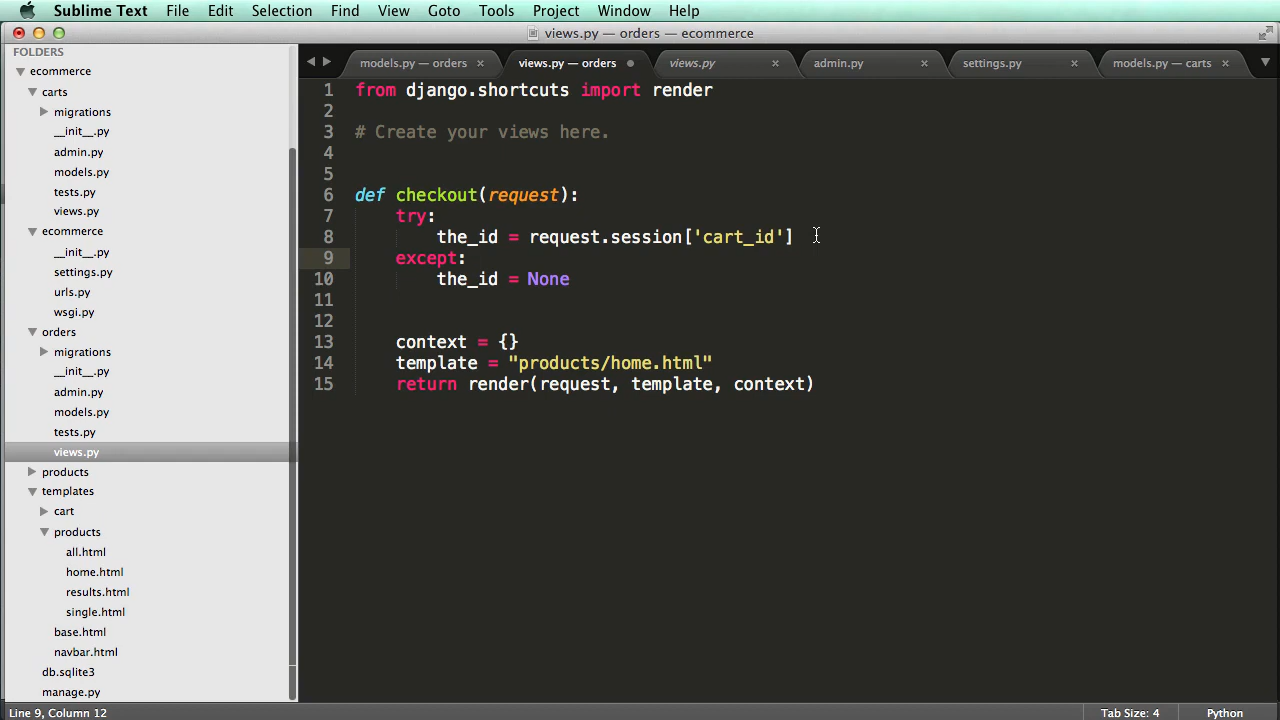 Sublime Text File Edit Selection Find View Goto Tools Project Window Help
views.py — orders — ecommerce
FOLDERS
ecommerce
carts
migrations
__init__.py
admin.py
models.py
tests.py
views.py
ecommerce
__init__.py
settings.py
urls.py
wsgi.py
orders
migrations
__init__.py
admin.py
models.py
tests.py
views.py
products
templates
cart
products
all.html
home.html
results.html
single.html
base.html
navbar.html
db.sqlite3
manage.py
models.py — orders × views.py — orders views.py × admin.py × settings.py × models.py — carts ×
1 from django.shortcuts import render
2
3 # Create your views here.
4
5
6 def checkout(request):
7 try:
8 the_id = request.session['cart_id']
9 except:
10 the_id = None
11
12
13 context = {}
14 template = "products/home.html"
15 return render(request, template, context)
Line 9, Column 12 Tab Size: 4 Python